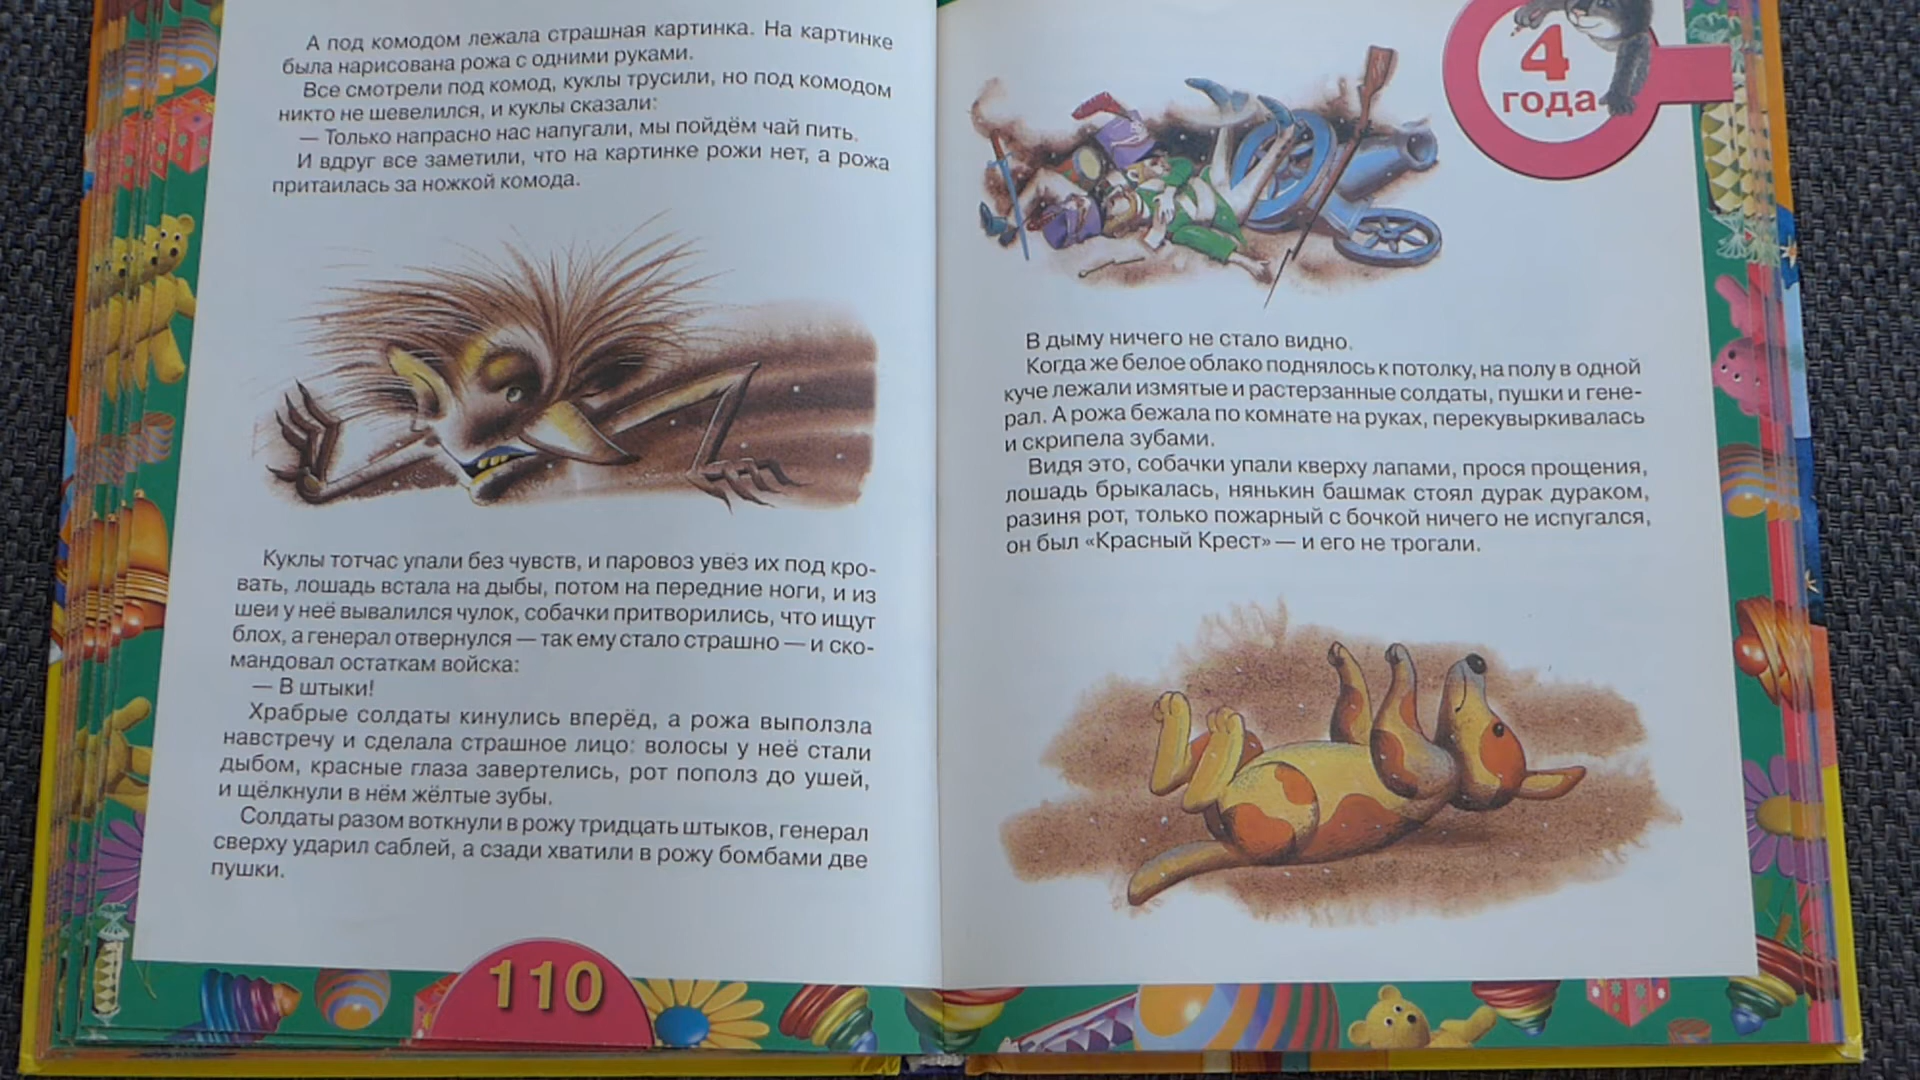 А под комодом лежала страшная картинка. На картинке
была нарисована рожа с одними руками.
Все смотрели под комод, куклы трусили, но под комодом
никто не шевелился, и куклы сказали:
— Только напрасно нас напугали, мы пойдём чай пить.
И вдруг все заметили, что на картинке рожи нет, а рожа
притаилась за ножкой комода.
Куклы тотчас упали без чувств, и паровоз увёз их под кро-
вать, лошадь встала на дыбы, потом на передние ноги, и из
шеи у неё вывалился чулок, собачки притворились, что ищут
блох, а генерал отвернулся — так ему стало страшно — и ско-
мандовал остаткам войска:
— В штыки!
Храбрые солдаты кинулись вперёд, а рожа выползла
навстречу и сделала страшное лицо: волосы у неё стали
дыбом, красные глаза завертелись, рот пополз до ушей,
и щёлкнули в нём жёлтые зубы.
Солдаты разом воткнули в рожу тридцать штыков, генерал
сверху ударил саблей, а сзади хватили в рожу бомбами две
пушки.
110
4
года
В дыму ничего не стало видно.
Когда же белое облако поднялось к потолку, на полу в одной
куче лежали измятые и растерзанные солдаты, пушки и гене-
рал. А рожа бежала по комнате на руках, перекувыркивалась
и скрипела зубами.
Видя это, собачки упали кверху лапами, прося прощения,
лошадь брыкалась, нянькин башмак стоял дурак дураком,
разиня рот, только пожарный с бочкой ничего не испугался,
он был «Красный Крест» — и его не трогали.